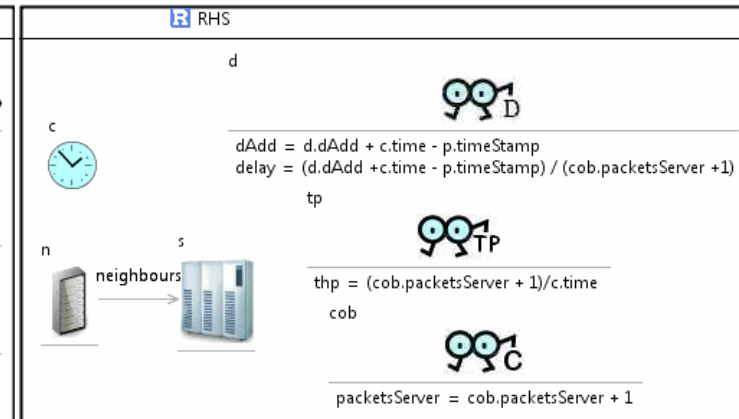 R RHS
d
D
dAdd = d.dAdd + c.time - p.timeStamp
delay = (d.dAdd +c.time - p.timeStamp) / (cob.packetsServer +1)
c
tp
TP
thp = (cob.packetsServer + 1)/c.time
n
neighbours
s
cob
C
packetsServer = cob.packetsServer + 1